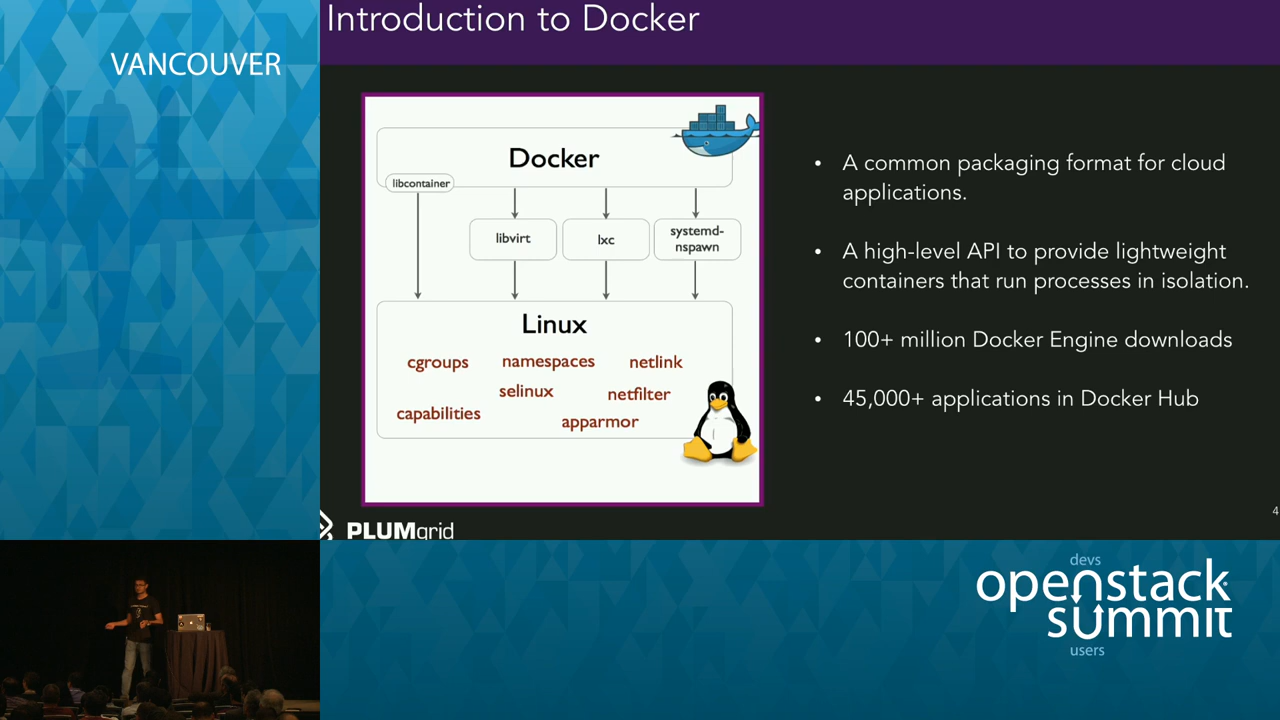 VANCOUVER
Introduction to Docker
Docker
libcontainer
libvirt
lxc
systemd-
nspawn
Linux
cgroups
namespaces
netlink
selinux
netfilter
capabilities
apparmor
• A common packaging format for cloud
applications.
• A high-level API to provide lightweight
containers that run processes in isolation.
• 100+ million Docker Engine downloads
• 45,000+ applications in Docker Hub
4
PLUMgrid
devs
openstack
summit
users